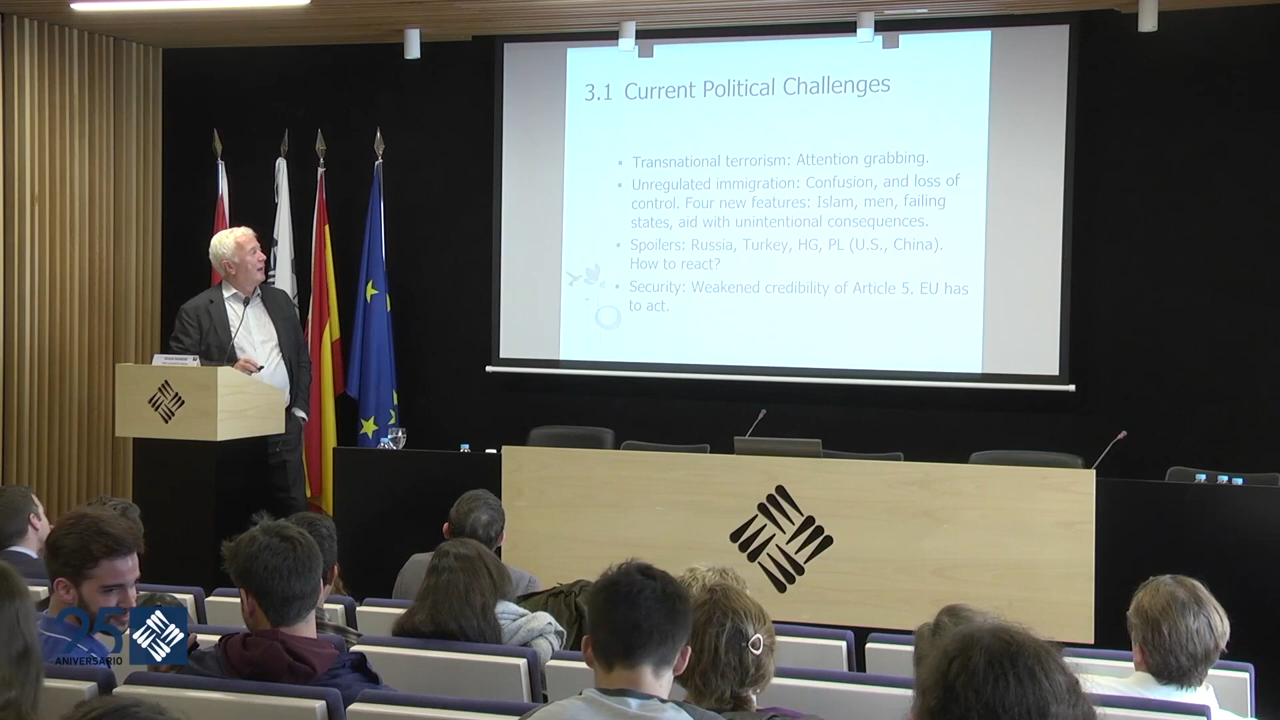 3.1 Current Political Challenges
▪ Transnational terrorism: Attention grabbing.
▪ Unregulated immigration: Confusion, and loss of
control. Four new features: Islam, men, failing
states, aid with unintentional consequences.
▪ Spoilers: Russia, Turkey, HG, PL (U.S., China).
How to react?
▪ Security: Weakened credibility of Article 5. EU has
to act.
25
ANIVERSARIO